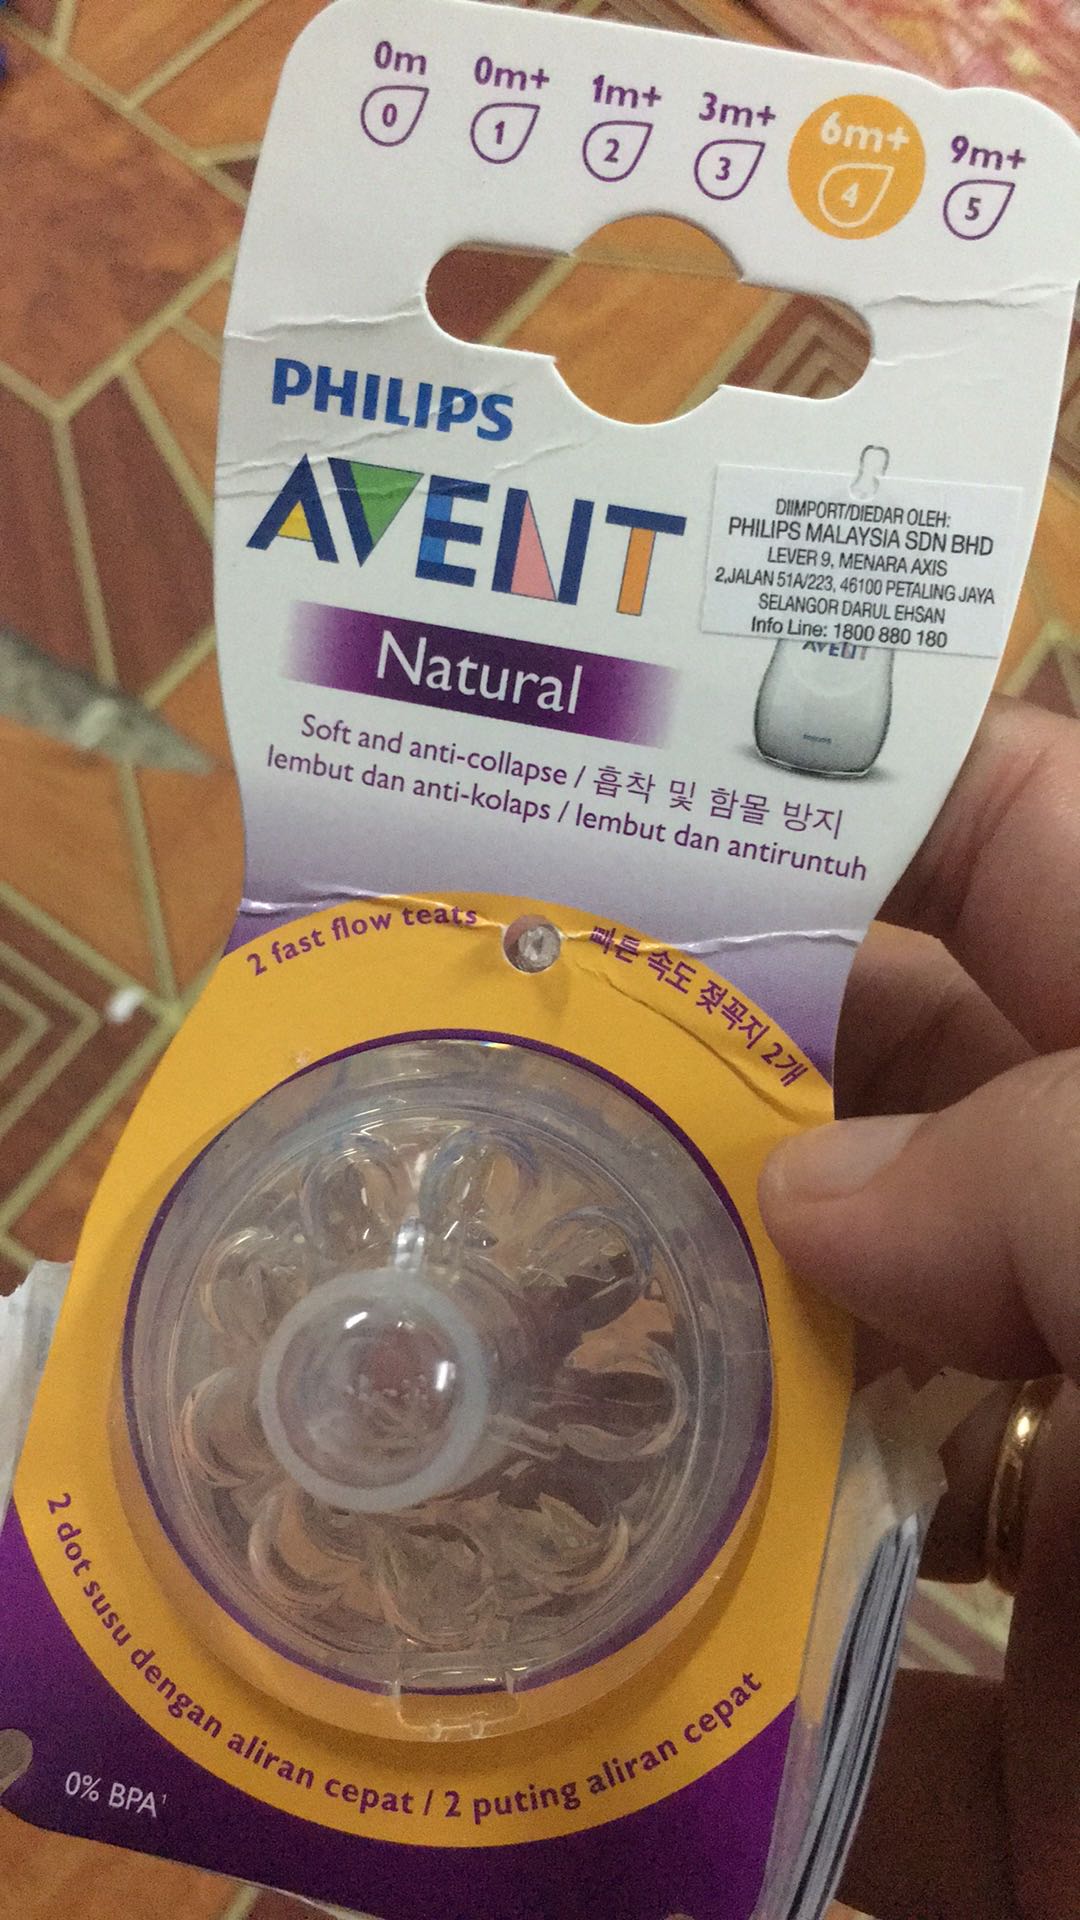 0m 0m+ 1m+ 3m+ 6m+ 9m+
0 1 2 3 4 5
PHILIPS
AVENT
Natural
DIIMPORT/DIEDAR OLEH:
PHILIPS MALAYSIA SDN BHD
LEVER 9, MENARA AXIS
2,JALAN 51A/223, 46100 PETALING JAYA
SELANGOR DARUL EHSAN
Info Line: 1800 880 180
AVENT
Soft and anti-collapse / 흡착 및 함몰 방지
lembut dan anti-kolaps / lembut dan antiruntuh
2 fast flow teats
빠른 속도 젖꼭지 2개
2 dot susu dengan aliran cepat / 2 puting aliran cepat
0% BPA¹